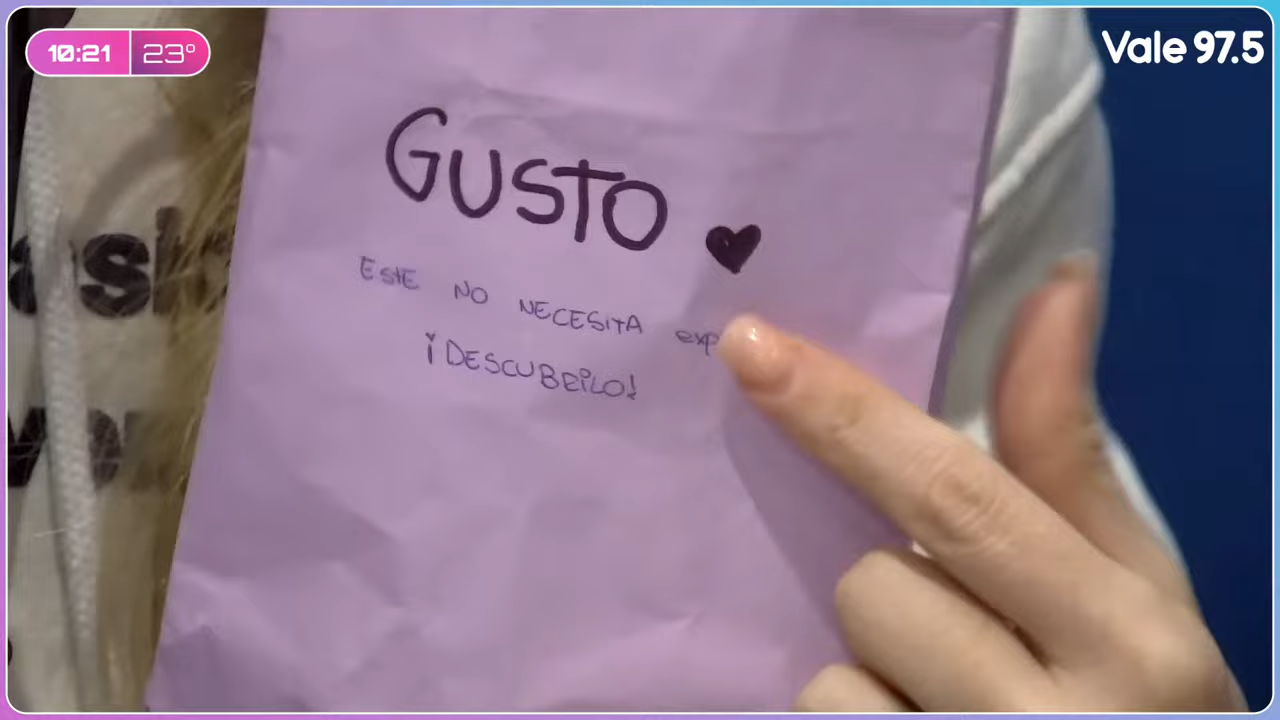 10:21 23°
Vale 97.5
GUSTO ♥
ESTE NO NECESITA
¡DESCUBRILO!